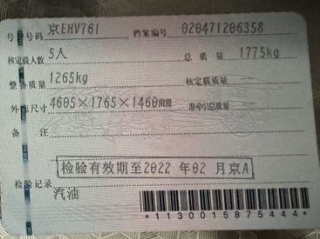 号牌号码 京EHV761 档案编号 020471206358
核定载人数 5人 总质量 1775kg
整备质量 1265kg 核定载质量
外廓尺寸 4605×1765×1460mm 准牵引总质量
备注
检验有效期至2022年02月京A
检验记录
汽油
*1130015875444*